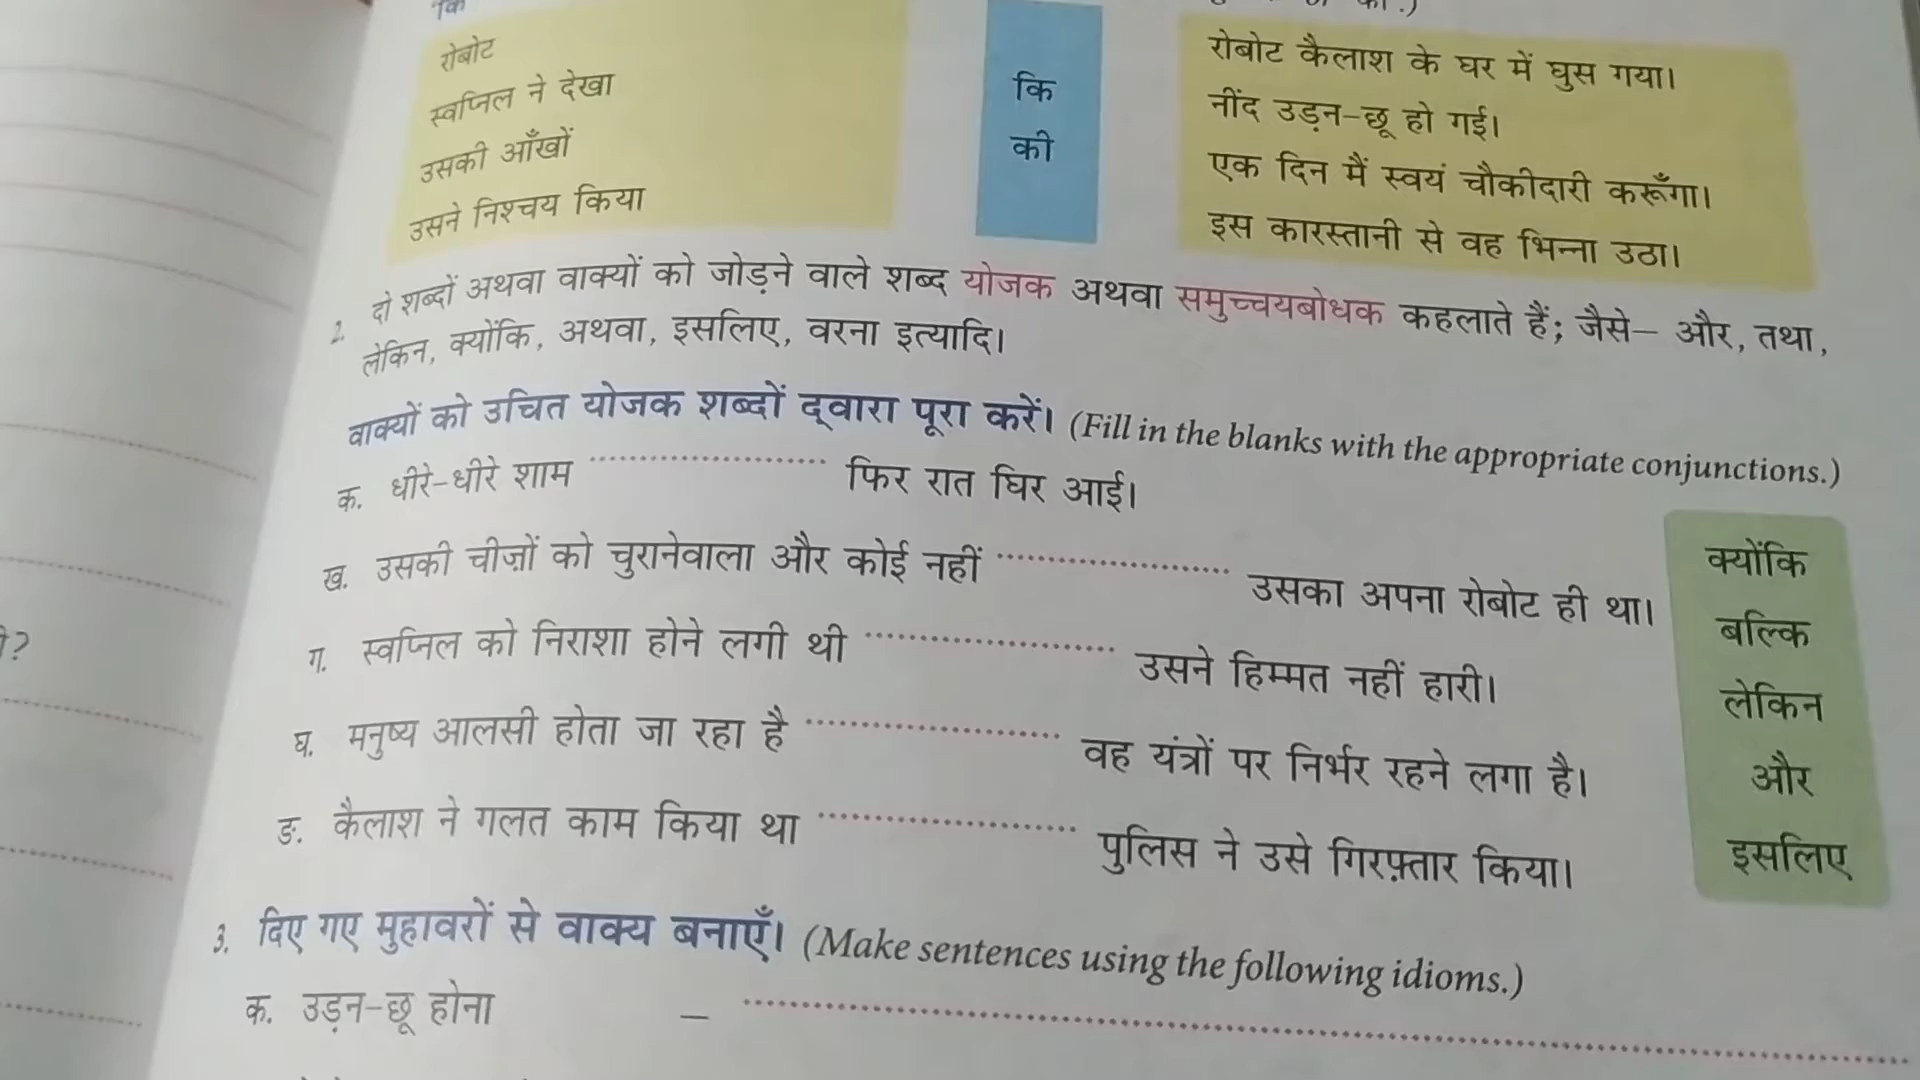 कि
रोबोट
स्वप्निल ने देखा
उसकी आँखों
उसने निश्चय किया
कि
की
रोबोट कैलाश के घर में घुस गया।
नींद उड़न-छू हो गई।
एक दिन मैं स्वयं चौकीदारी करूँगा।
इस कारस्तानी से वह भिन्ना उठा।
2. दो शब्दों अथवा वाक्यों को जोड़ने वाले शब्द योजक अथवा समुच्चयबोधक कहलाते हैं; जैसे– और, तथा,
लेकिन, क्योंकि, अथवा, इसलिए, वरना इत्यादि।
वाक्यों को उचित योजक शब्दों द्वारा पूरा करें। (Fill in the blanks with the appropriate conjunctions.)
क. धीरे-धीरे शाम ........................ फिर रात घिर आई।
ख. उसकी चीज़ों को चुरानेवाला और कोई नहीं ........................ उसका अपना रोबोट ही था।
ग. स्वप्निल को निराशा होने लगी थी ........................ उसने हिम्मत नहीं हारी।
घ. मनुष्य आलसी होता जा रहा है ........................ वह यंत्रों पर निर्भर रहने लगा है।
ङ. कैलाश ने गलत काम किया था ........................ पुलिस ने उसे गिरफ़्तार किया।
क्योंकि
बल्कि
लेकिन
और
इसलिए
3. दिए गए मुहावरों से वाक्य बनाएँ। (Make sentences using the following idioms.)
क. उड़न-छू होना – ........................